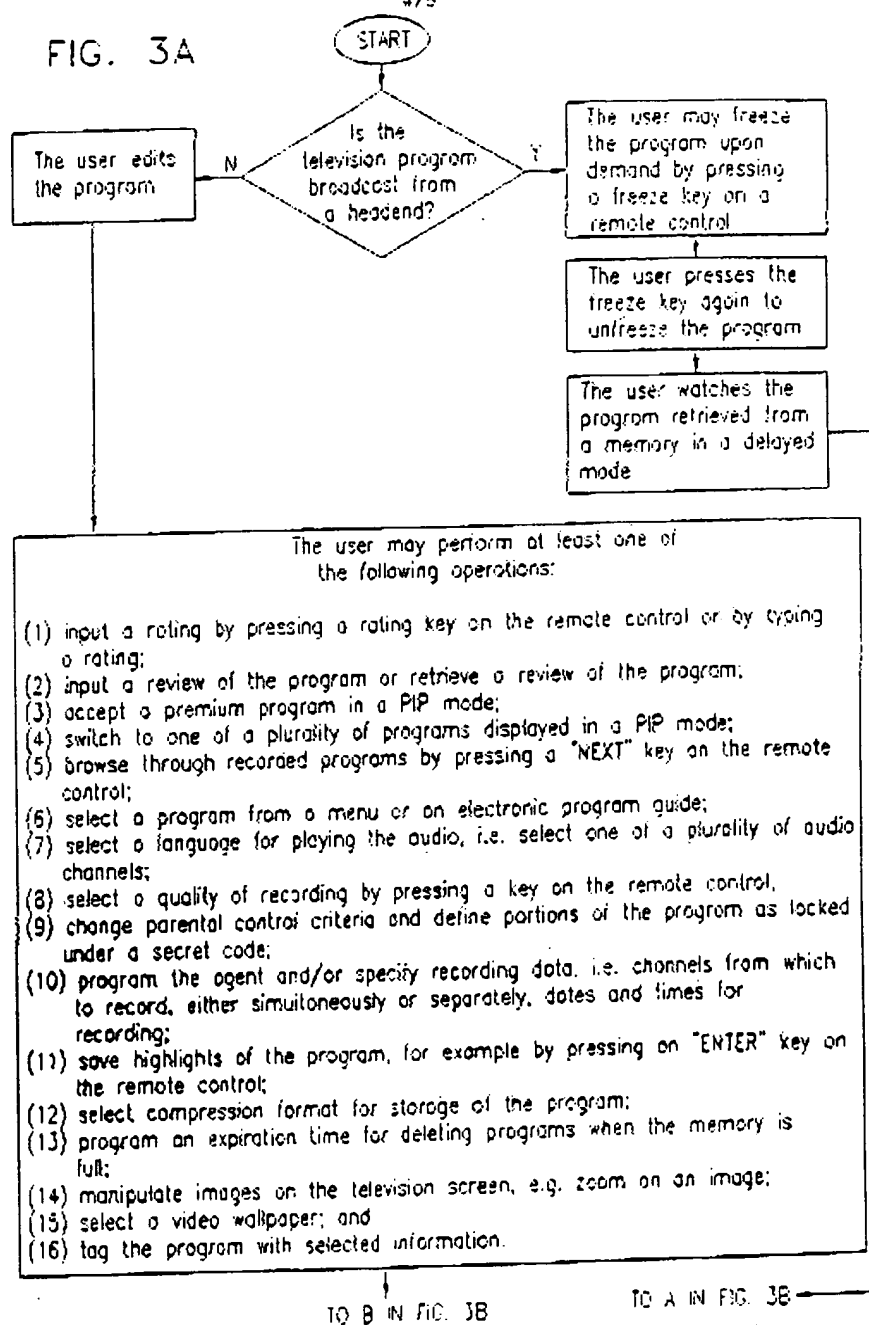 FIG. 3A
START
Is the
television program
broadcast from
a headend?
N
Y
The user edits
the program
The user may freeze
the program upon
demand by pressing
a freeze key on a
remote control
The user presses the
freeze key again to
unfreeze the program
The user watches the
program retrieved from
a memory in a delayed
mode
The user may perform at least one of
the following operations:
(1) input a rating by pressing a rating key on the remote control or by typing
a rating;
(2) input a review of the program or retrieve a review of the program;
(3) accept a premium program in a PIP mode;
(4) switch to one of a plurality of programs displayed in a PIP mode;
(5) browse through recorded programs by pressing a "NEXT" key on the remote
control;
(6) select a program from a menu or an electronic program guide;
(7) select a language for playing the audio, i.e. select one of a plurality of audio
channels;
(8) select a quality of recording by pressing a key on the remote control,
(9) change parental control criteria and define portions of the program as locked
under a secret code;
(10) program the agent and/or specify recording data, i.e. channels from which
to record, either simultoneously or separately, dates and times for
recording;
(11) save highlights of the program, for example by pressing an "ENTER" key on
the remote control;
(12) select compression format for storage of the program;
(13) program an expiration time for deleting programs when the memory is
full;
(14) manipulate images on the television screen, e.g. zoom on an image;
(15) select a video wallpaper; and
(16) tag the program with selected information.
TO B IN FIG. 3B
TO A IN FIG. 3B